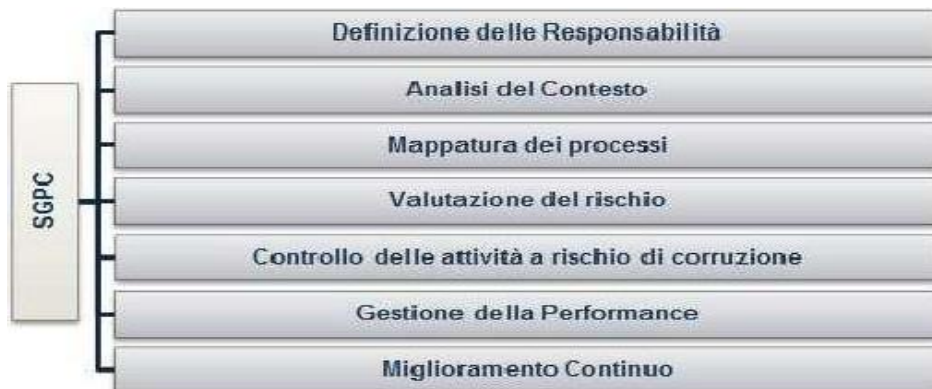 SGPC
Definizione delle Responsabilità
Analisi del Contesto
Mappatura dei processi
Valutazione del rischio
Controllo delle attività a rischio di corruzione
Gestione della Performance
Miglioramento Continuo